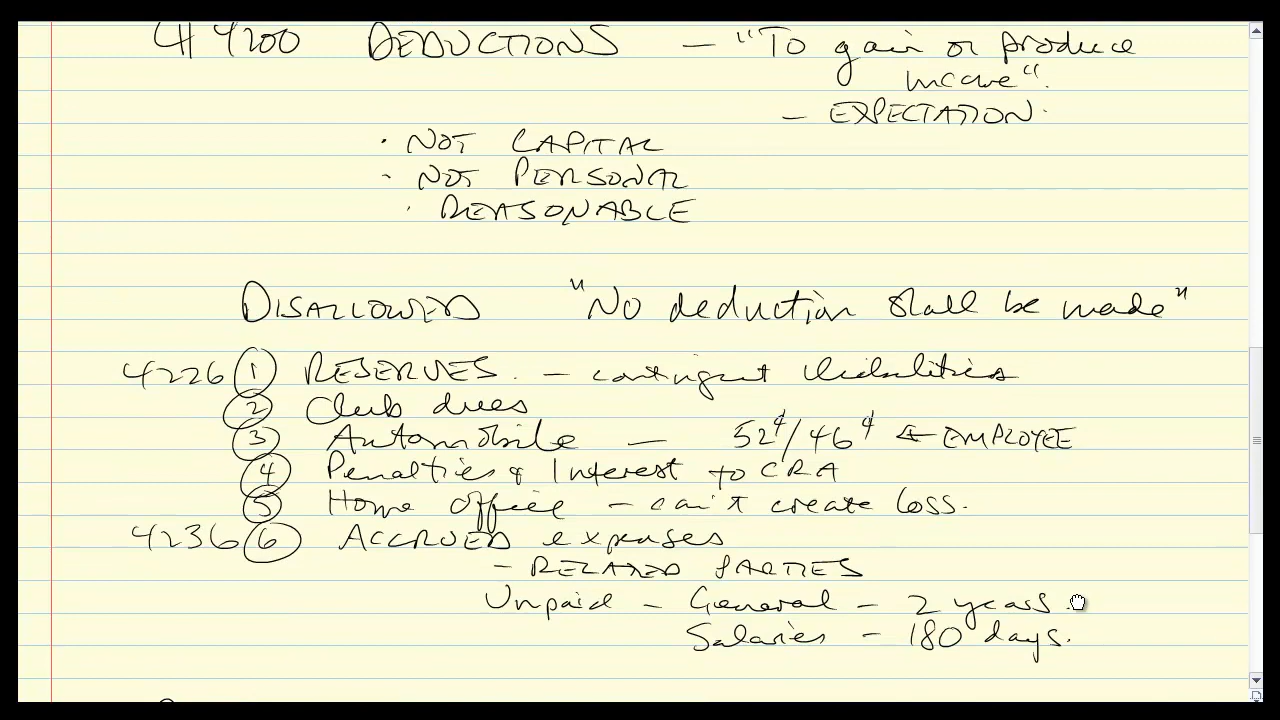 4200 DEDUCTIONS - "To gain or produce
income".
- EXPECTATION.
· NOT CAPITAL
- NOT PERSONAL
· REASONABLE
DISALLOWED "No deduction shall be made"
4226 ① RESERVES. - contingent liabilities
② Club dues
③ Automobile - 52¢/46¢ ← EMPLOYEE
④ Penalties & Interest to CRA
⑤ Home office - can't create loss.
4236 ⑥ ACCRUED expenses
- RELATED PARTIES
Unpaid - General - 2 years.
Salaries - 180 days.